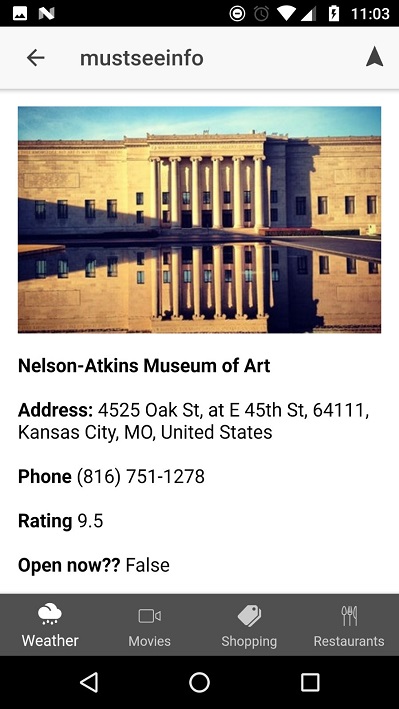 11:03
mustseeinfo
Nelson-Atkins Museum of Art
Address: 4525 Oak St, at E 45th St, 64111,
Kansas City, MO, United States
Phone (816) 751-1278
Rating 9.5
Open now?? False
Weather Movies Shopping Restaurants